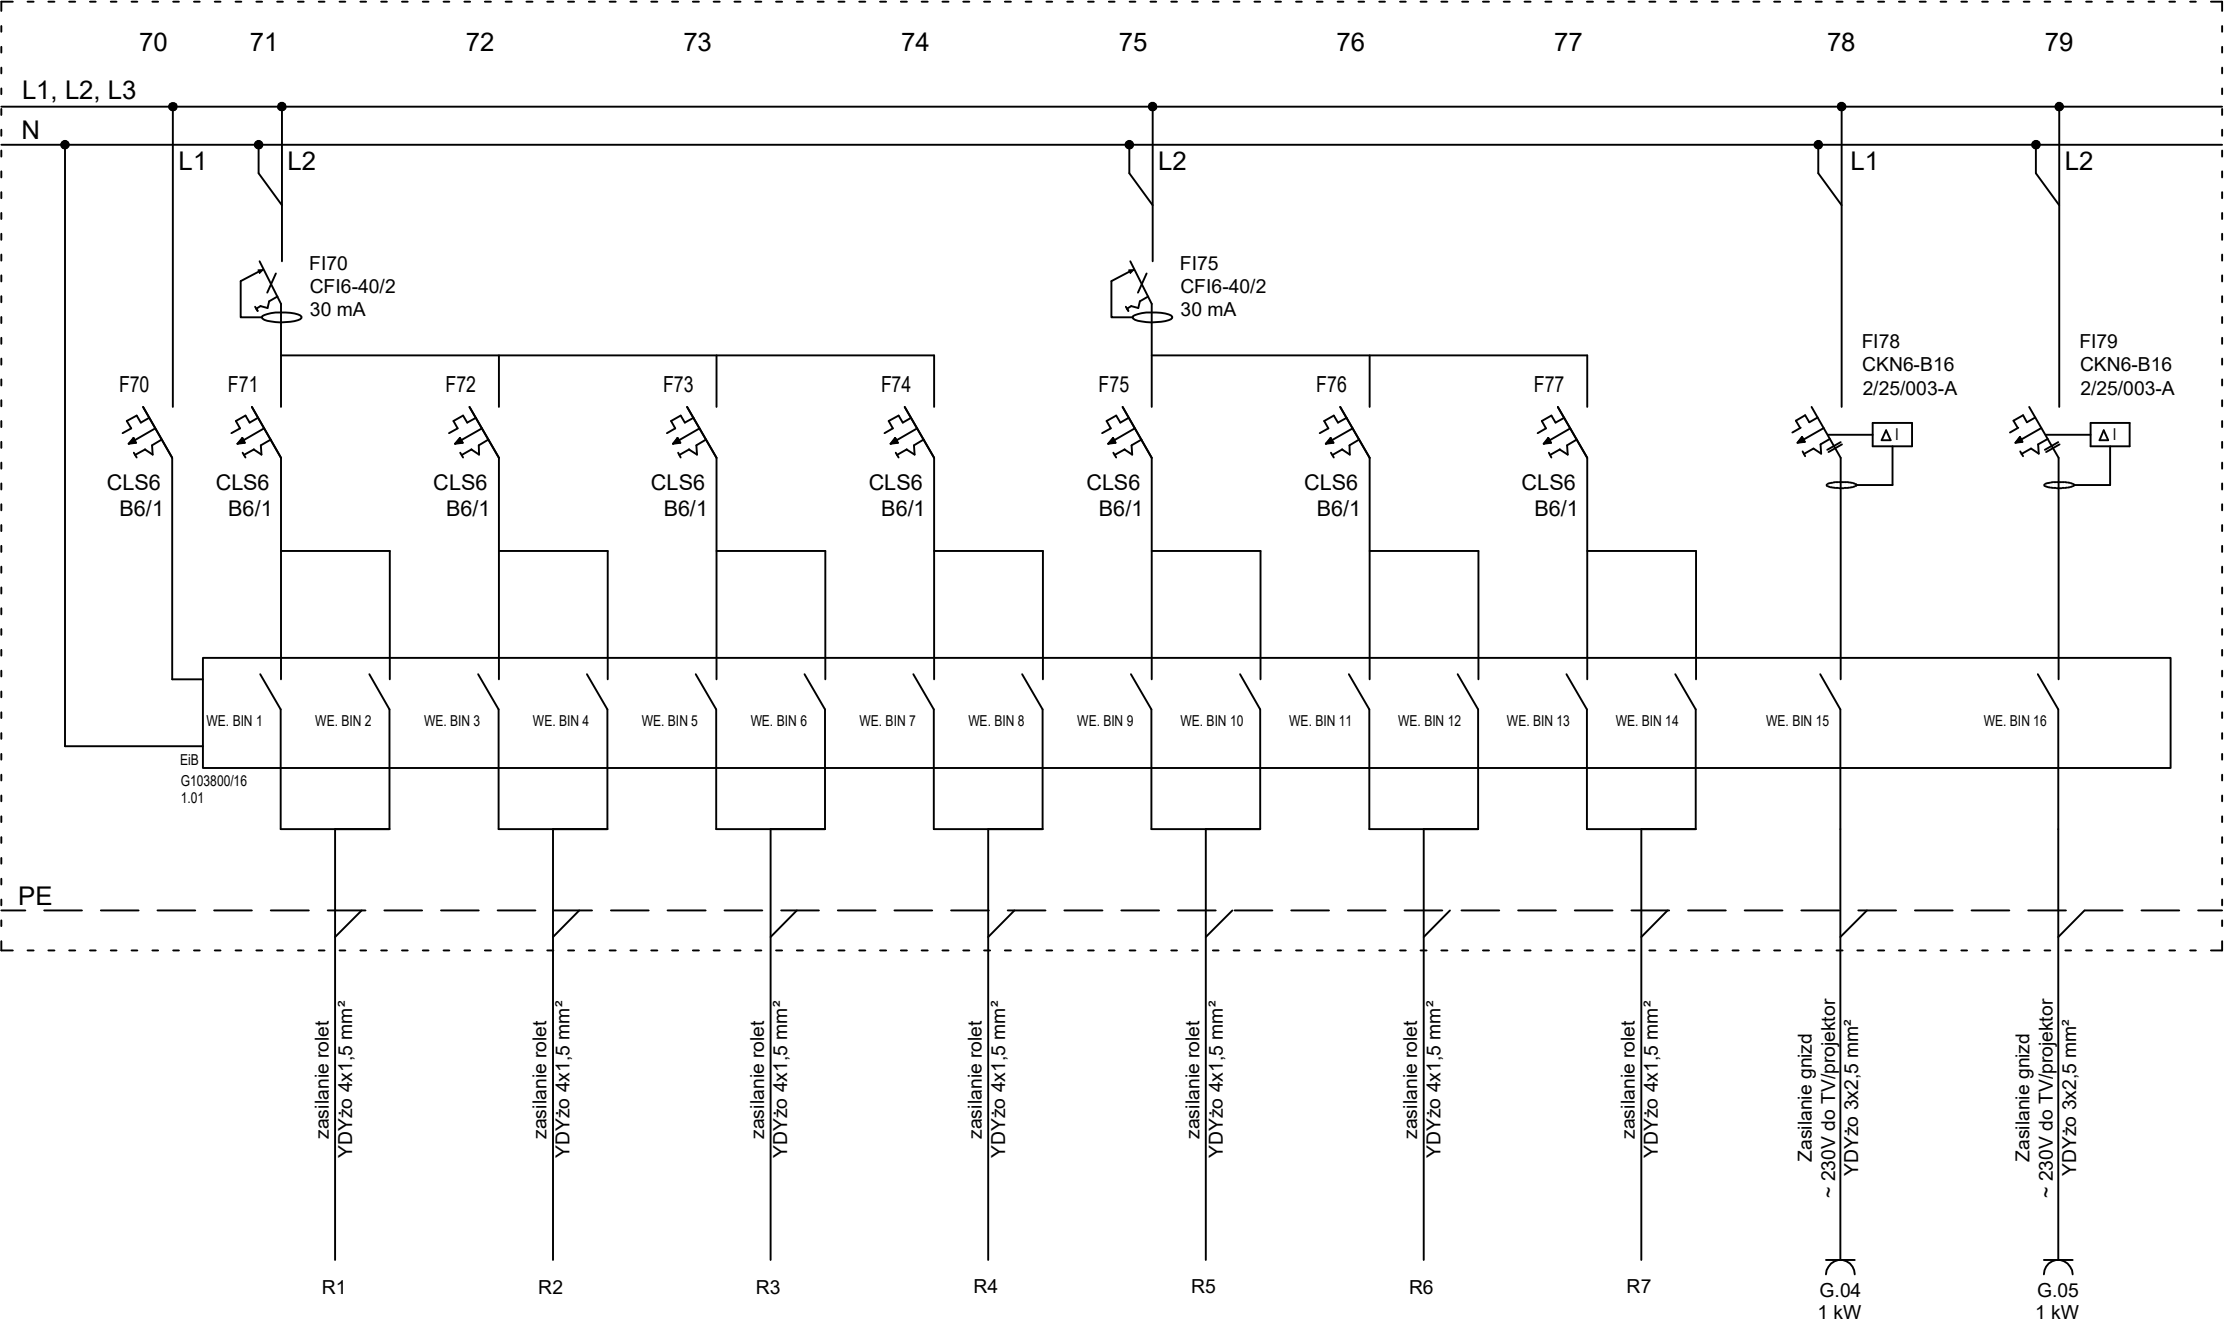 70 71 72 73 74 75 76 77 78 79
L1, L2, L3
N
L1 L2 L2 L1 L2
FI70
CFI6-40/2
30 mA
FI75
CFI6-40/2
30 mA
FI78
CKN6-B16
2/25/003-A
FI79
CKN6-B16
2/25/003-A
F70 F71 F72 F73 F74 F75 F76 F77
Δ I Δ I
CLS6 CLS6 CLS6 CLS6 CLS6 CLS6 CLS6 CLS6
B6/1 B6/1 B6/1 B6/1 B6/1 B6/1 B6/1 B6/1
WE. BIN 1 WE. BIN 2 WE. BIN 3 WE. BIN 4 WE. BIN 5 WE. BIN 6 WE. BIN 7 WE. BIN 8 WE. BIN 9 WE. BIN 10 WE. BIN 11 WE. BIN 12 WE. BIN 13 WE. BIN 14 WE. BIN 15 WE. BIN 16
EiB
G103800/16
1.01
PE
zasilanie rolet
YDYżo 4x1,5 mm²
zasilanie rolet
YDYżo 4x1,5 mm²
zasilanie rolet
YDYżo 4x1,5 mm²
zasilanie rolet
YDYżo 4x1,5 mm²
zasilanie rolet
YDYżo 4x1,5 mm²
zasilanie rolet
YDYżo 4x1,5 mm²
zasilanie rolet
YDYżo 4x1,5 mm²
Zasilanie gnizd
~ 230V do TV/projektor
YDYżo 3x2,5 mm²
Zasilanie gnizd
~ 230V do TV/projektor
YDYżo 3x2,5 mm²
R1 R2 R3 R4 R5 R6 R7
G.04
1 kW
G.05
1 kW